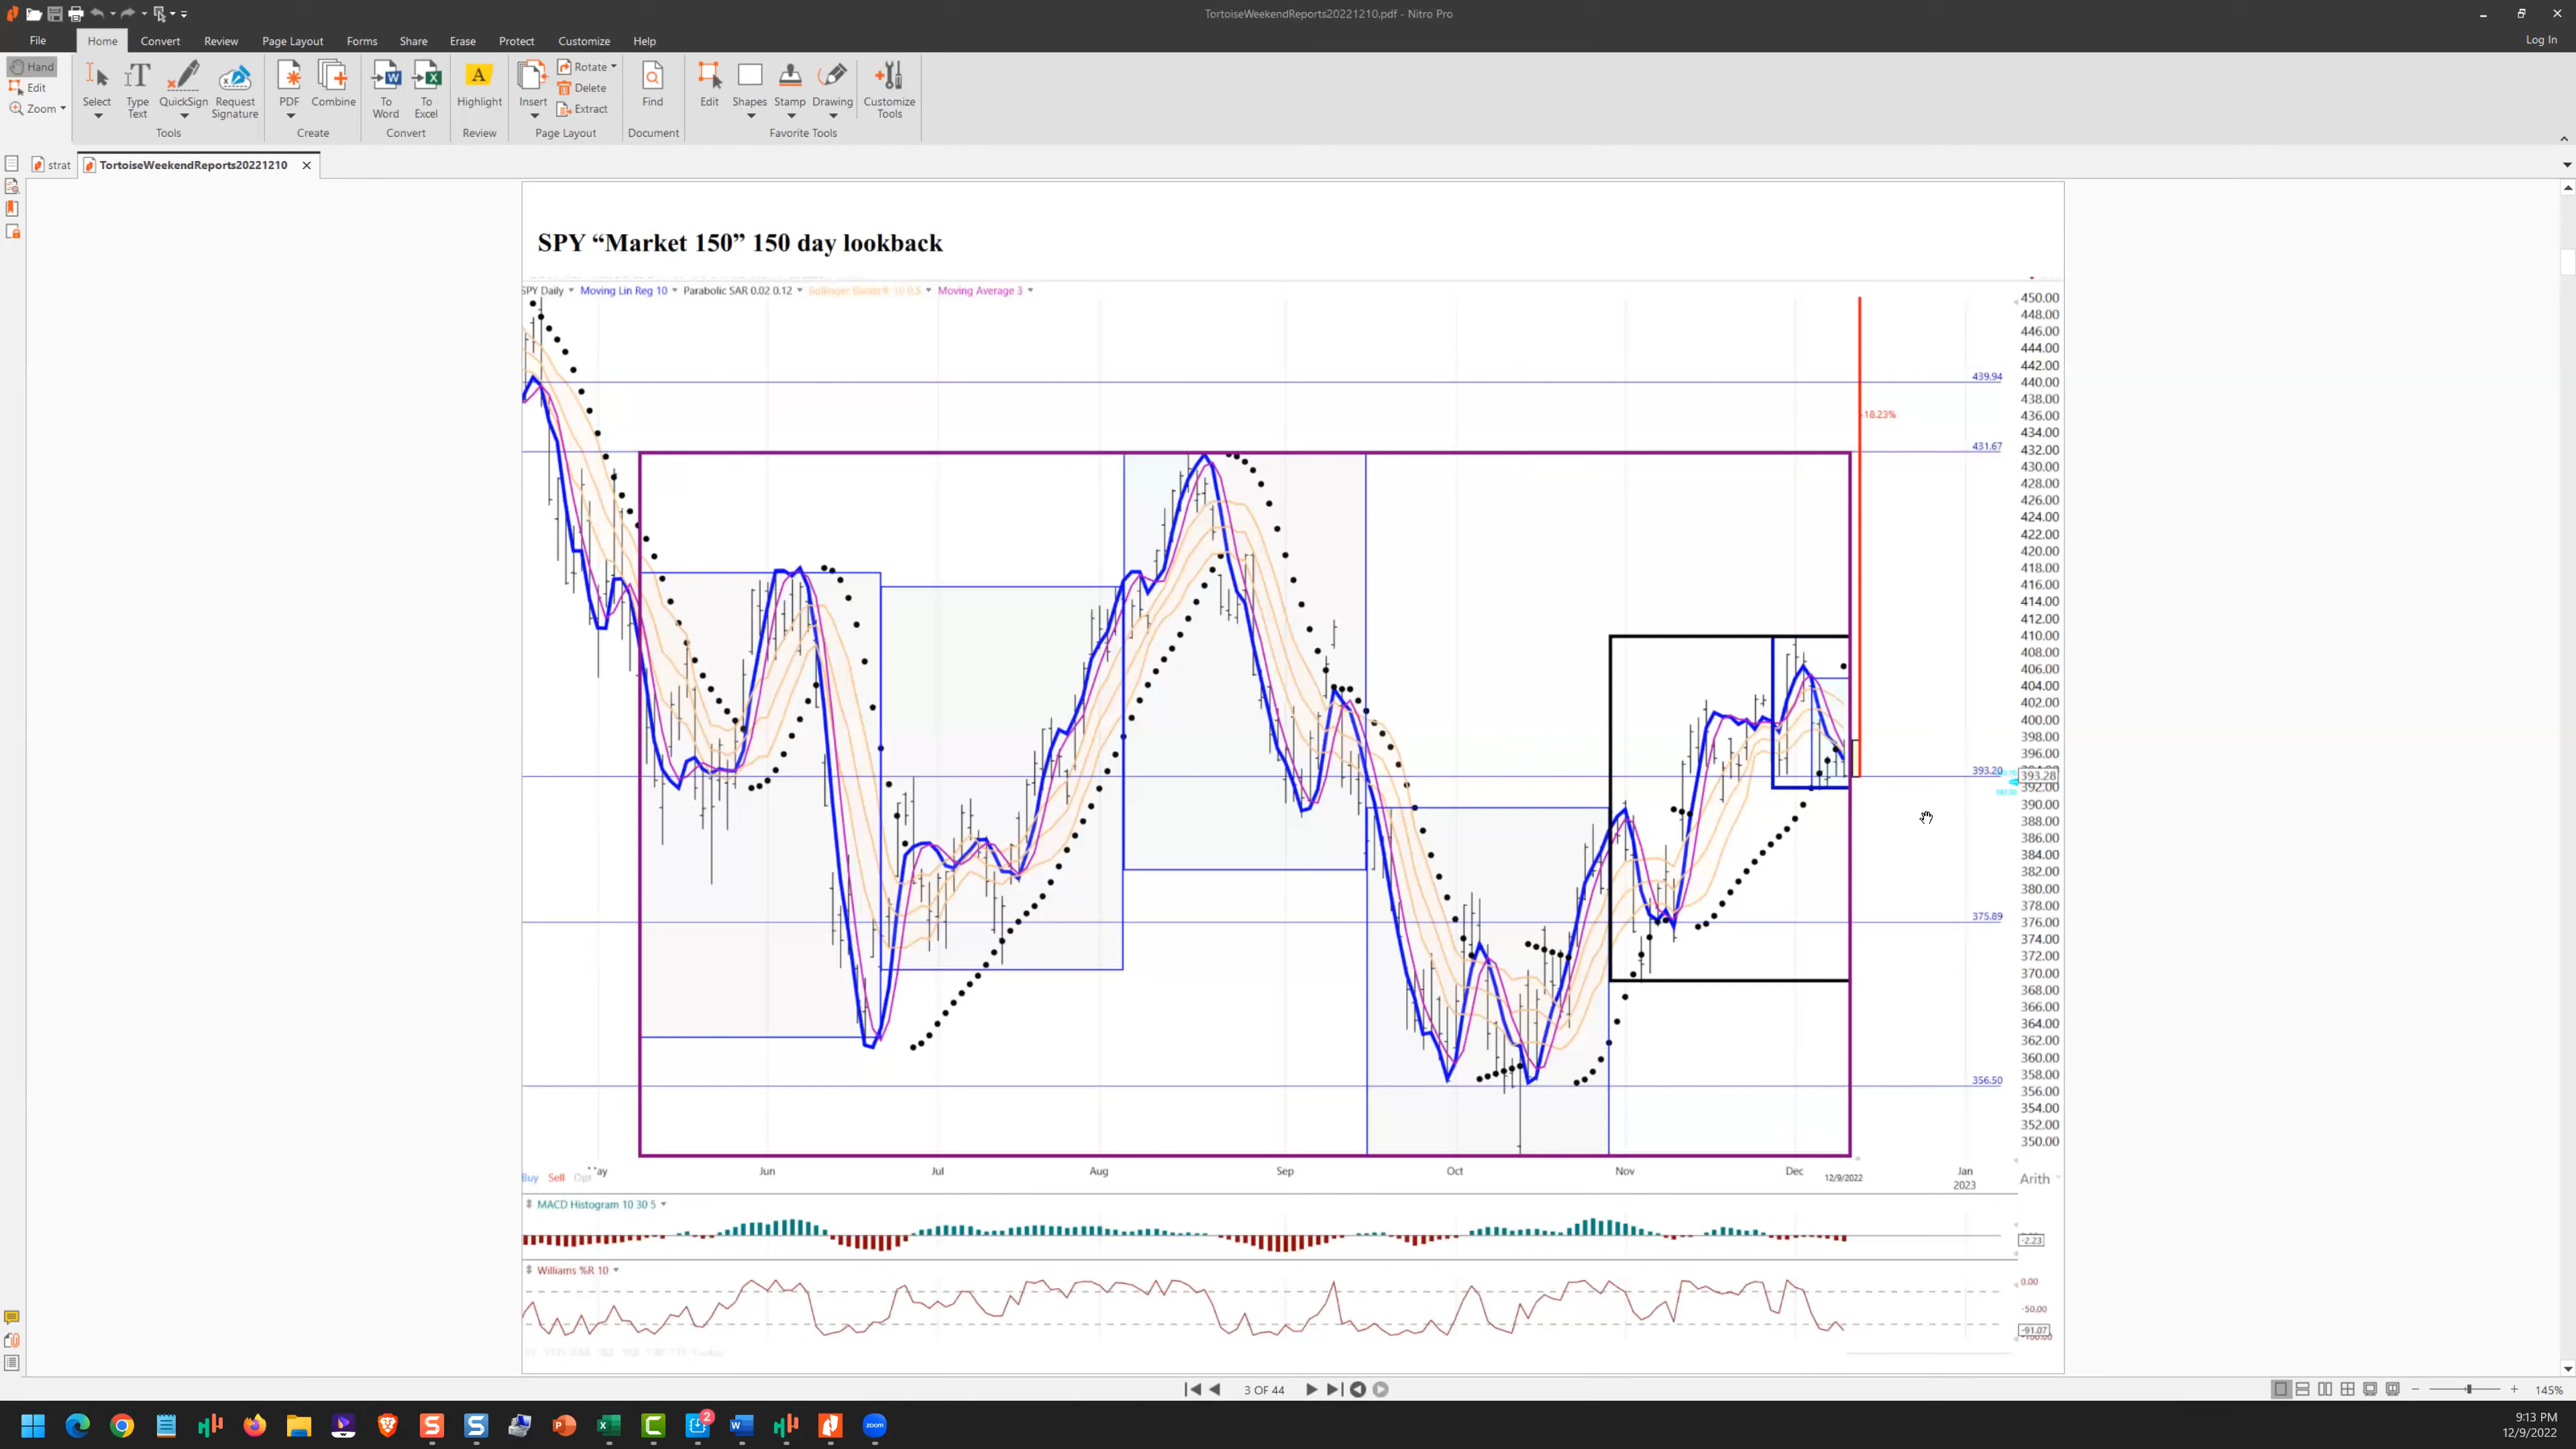 TortoiseWeekendReports20221210.pdf - Nitro Pro
File Home Convert Review Page Layout Forms Share Erase Protect Customize Help Log In
Hand
Edit
Zoom
Select
Type Text
QuickSign
Request Signature
Tools
PDF
Combine
Create
To Word
To Excel
Convert
Highlight
Review
Insert
Rotate
Delete
Extract
Page Layout
Find
Document
Edit
Shapes
Stamp
Drawing
Customize Tools
Favorite Tools
strat
TortoiseWeekendReports20221210
SPY “Market 150” 150 day lookback
SPY Daily Moving Lin Reg 10 Parabolic SAR 0.02 0.12 Bollinger Bands® 10 0.5 Moving Average 3
450.00
448.00
446.00
444.00
442.00
440.00
438.00
436.00
434.00
432.00
430.00
428.00
426.00
424.00
422.00
420.00
418.00
416.00
414.00
412.00
410.00
408.00
406.00
404.00
402.00
400.00
398.00
396.00
393.28
392.00
390.00
388.00
386.00
384.00
382.00
380.00
378.00
376.00
374.00
372.00
370.00
368.00
366.00
364.00
362.00
360.00
358.00
356.00
354.00
352.00
350.00
439.94
-18.23%
431.67
393.20
375.89
356.50
Jun Jul Aug Sep Oct Nov Dec Jan
12/9/2022 2023
Buy Sell Opt
Arith
MACD Histogram 10 30 5
-2.23
Williams %R 10
0.00
-50.00
-91.07
3 OF 44
145%
2
zoom
9:13 PM
12/9/2022